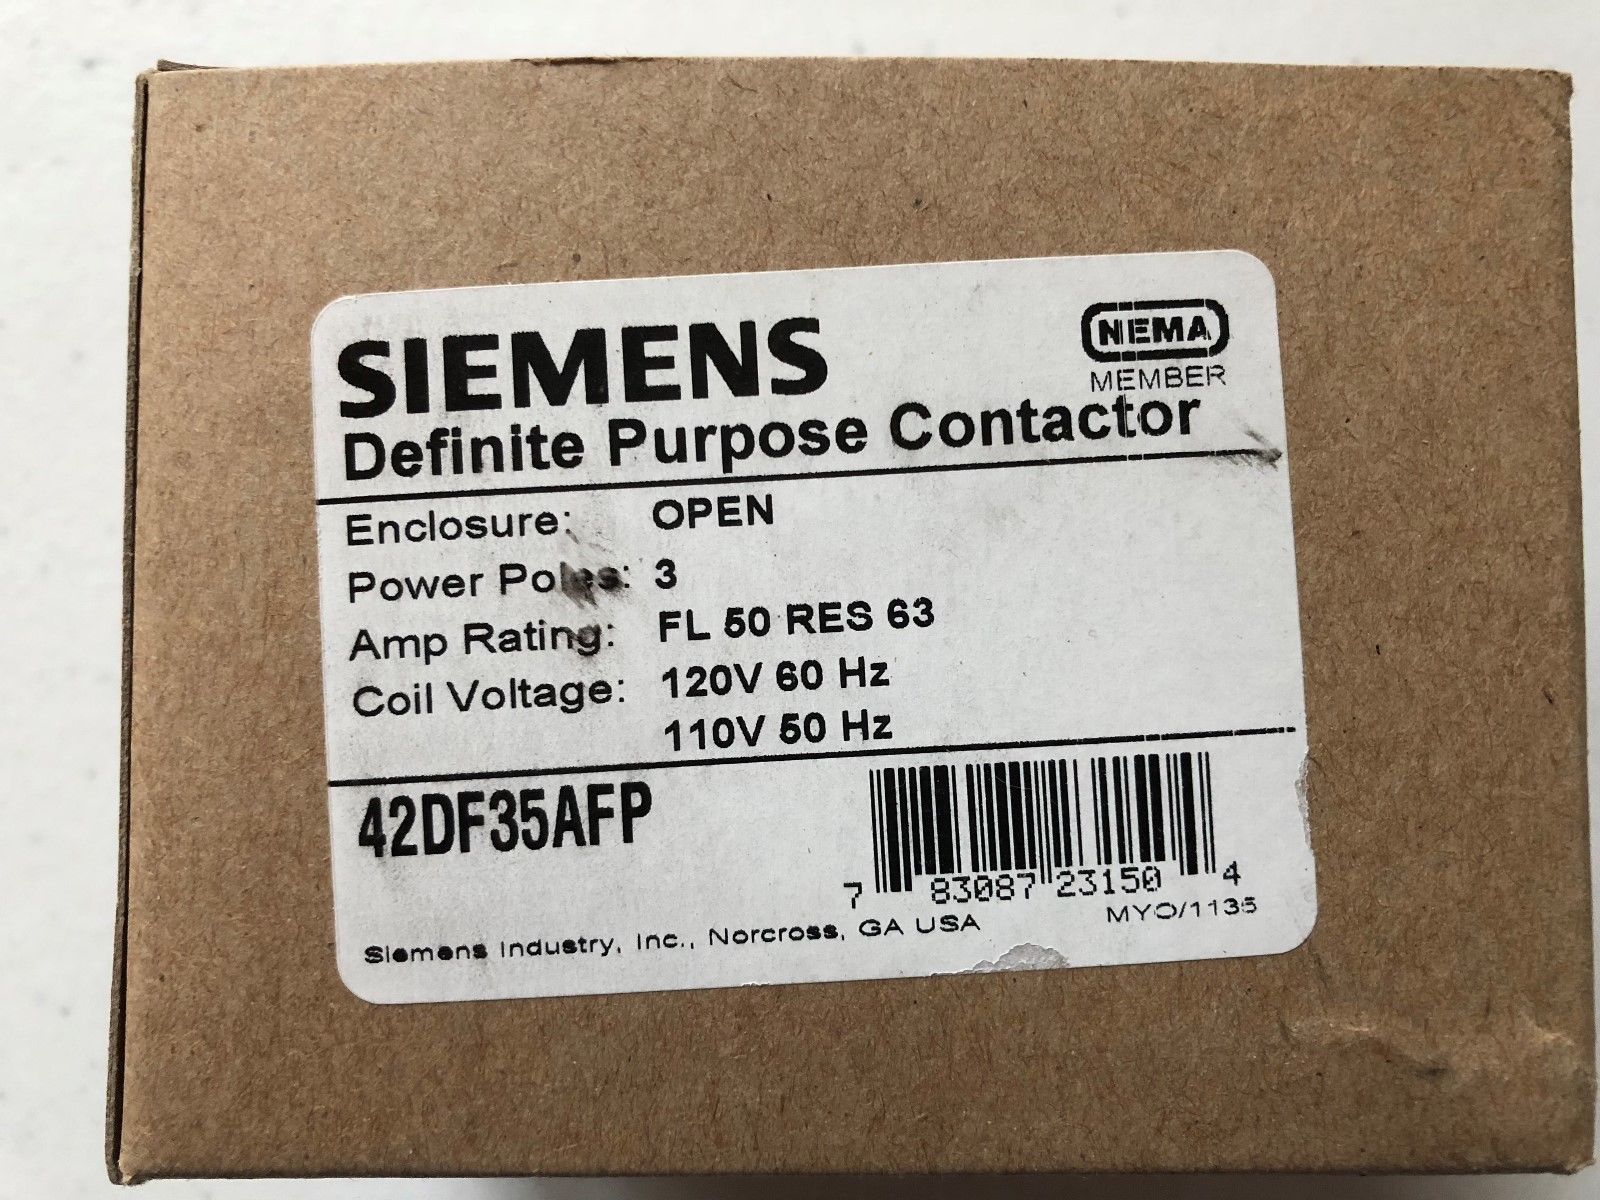 SIEMENS
NEMA
MEMBER
Definite Purpose Contactor
Enclosure: OPEN
Power Poles: 3
Amp Rating: FL 50 RES 63
Coil Voltage: 120V 60 Hz
110V 50 Hz
42DF35AFP
7 83087 23150 4
Siemens Industry, Inc., Norcross, GA USA MYO/1135